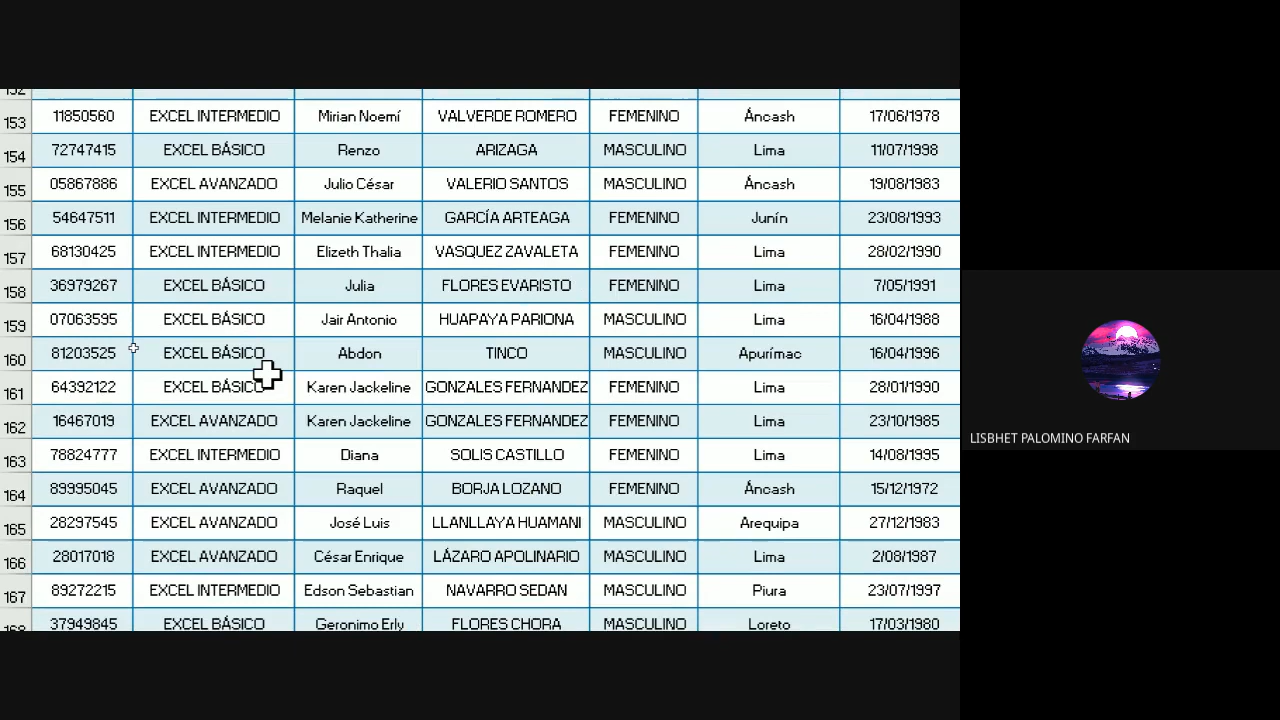 153 11850560 EXCEL INTERMEDIO Mirian Noemí VALVERDE ROMERO FEMENINO Áncash 17/06/1978
154 72747415 EXCEL BÁSICO Renzo ARIZAGA MASCULINO Lima 11/07/1998
155 05867886 EXCEL AVANZADO Julio César VALERIO SANTOS MASCULINO Áncash 19/08/1983
156 54647511 EXCEL INTERMEDIO Melanie Katherine GARCÍA ARTEAGA FEMENINO Junín 23/08/1993
157 68130425 EXCEL INTERMEDIO Elizeth Thalia VASQUEZ ZAVALETA FEMENINO Lima 28/02/1990
158 36979267 EXCEL BÁSICO Julia FLORES EVARISTO FEMENINO Lima 7/05/1991
159 07063595 EXCEL BÁSICO Jair Antonio HUAPAYA PARIONA MASCULINO Lima 16/04/1988
160 81203525 EXCEL BÁSICO Abdon TINCO MASCULINO Apurímac 16/04/1996
161 64392122 EXCEL BÁSICO Karen Jackeline GONZALES FERNANDEZ FEMENINO Lima 28/01/1990
162 16467019 EXCEL AVANZADO Karen Jackeline GONZALES FERNANDEZ FEMENINO Lima 23/10/1985
163 78824777 EXCEL INTERMEDIO Diana SOLIS CASTILLO FEMENINO Lima 14/08/1995
164 89995045 EXCEL AVANZADO Raquel BORJA LOZANO FEMENINO Áncash 15/12/1972
165 28297545 EXCEL AVANZADO José Luis LLANLLAYA HUAMANI MASCULINO Arequipa 27/12/1983
166 28017018 EXCEL AVANZADO César Enrique LÁZARO APOLINARIO MASCULINO Lima 2/08/1987
167 89272215 EXCEL INTERMEDIO Edson Sebastian NAVARRO SEDAN MASCULINO Piura 23/07/1997
168 37949845 EXCEL BÁSICO Geronimo Erly FLORES CHORA MASCULINO Loreto 17/03/1980
LISBHET PALOMINO FARFAN